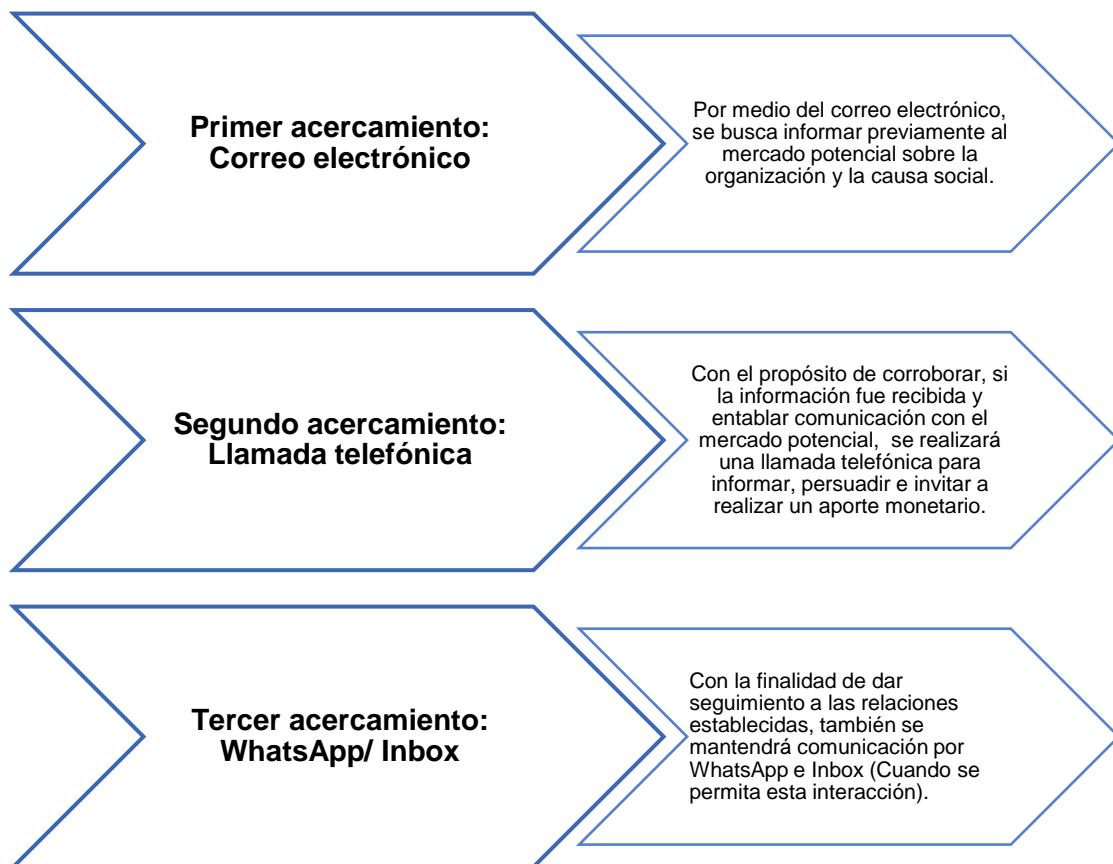 Primer acercamiento:
Correo electrónico
Por medio del correo electrónico,
se busca informar previamente al
mercado potencial sobre la
organización y la causa social.
Segundo acercamiento:
Llamada telefónica
Con el propósito de corroborar, si
la información fue recibida y
entablar comunicación con el
mercado potencial,  se realizará
una llamada telefónica para
informar, persuadir e invitar a
realizar un aporte monetario.
Tercer acercamiento:
WhatsApp/ Inbox
Con la finalidad de dar
seguimiento a las relaciones
establecidas, también se
mantendrá comunicación por
WhatsApp e Inbox (Cuando se
permita esta interacción).